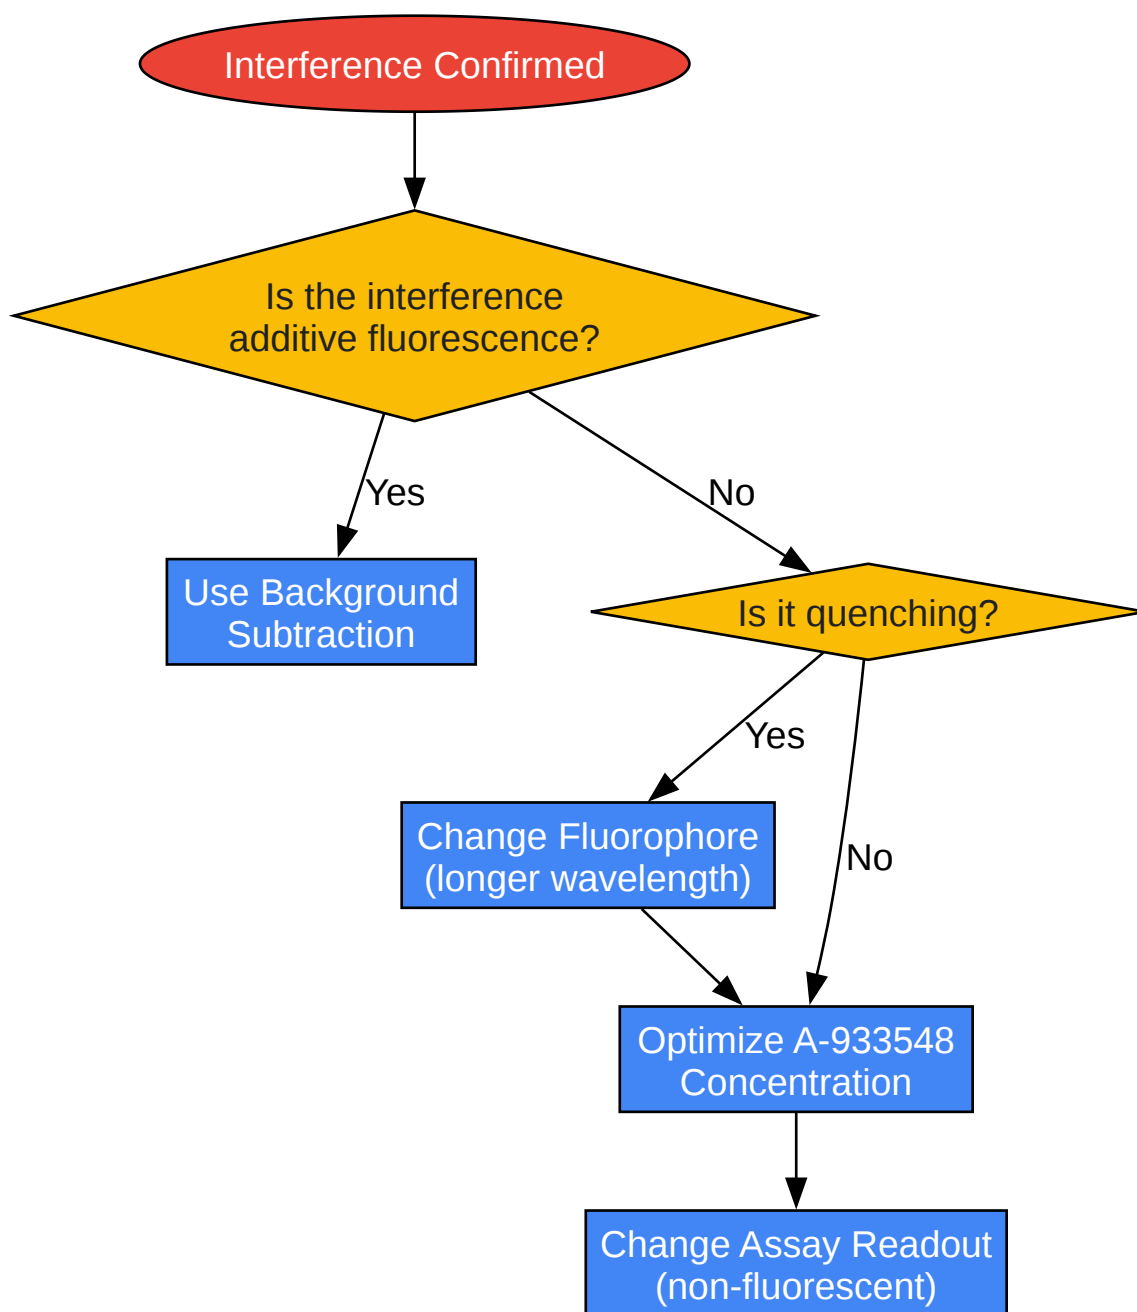 Interference Confirmed
Is the interference
additive fluorescence?
Yes
No
Use Background
Subtraction
Is it quenching?
Yes
Change Fluorophore
(longer wavelength)
No
Optimize A-933548
Concentration
Change Assay Readout
(non-fluorescent)